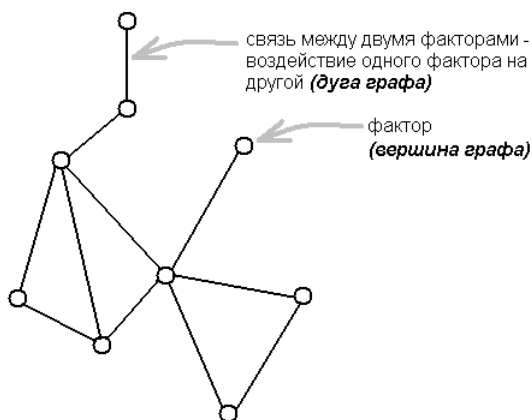 связь между двумя факторами -
воздействие одного фактора на
другой (дуга графа)
фактор
(вершина графа)